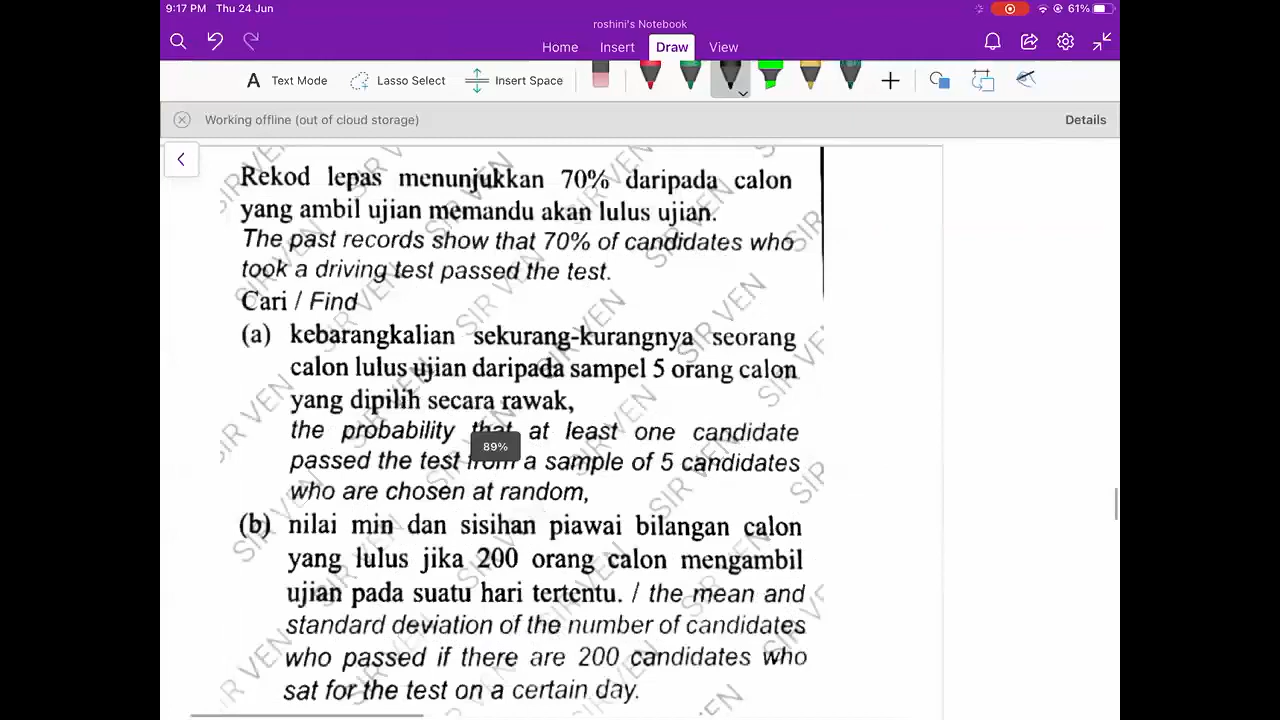 9:17 PM Thu 24 Jun
61%
roshini's Notebook
Home Insert Draw View
Text Mode Lasso Select Insert Space
Working offline (out of cloud storage) Details
Rekod lepas menunjukkan 70% daripada calon
yang ambil ujian memandu akan lulus ujian.
The past records show that 70% of candidates who
took a driving test passed the test.
Cari / Find
(a) kebarangkalian sekurang-kurangnya seorang
calon lulus ujian daripada sampel 5 orang calon
yang dipilih secara rawak,
the probability that at least one candidate
89%
passed the test from a sample of 5 candidates
who are chosen at random,
(b) nilai min dan sisihan piawai bilangan calon
yang lulus jika 200 orang calon mengambil
ujian pada suatu hari tertentu. / the mean and
standard deviation of the number of candidates
who passed if there are 200 candidates who
sat for the test on a certain day.
SIR VEN